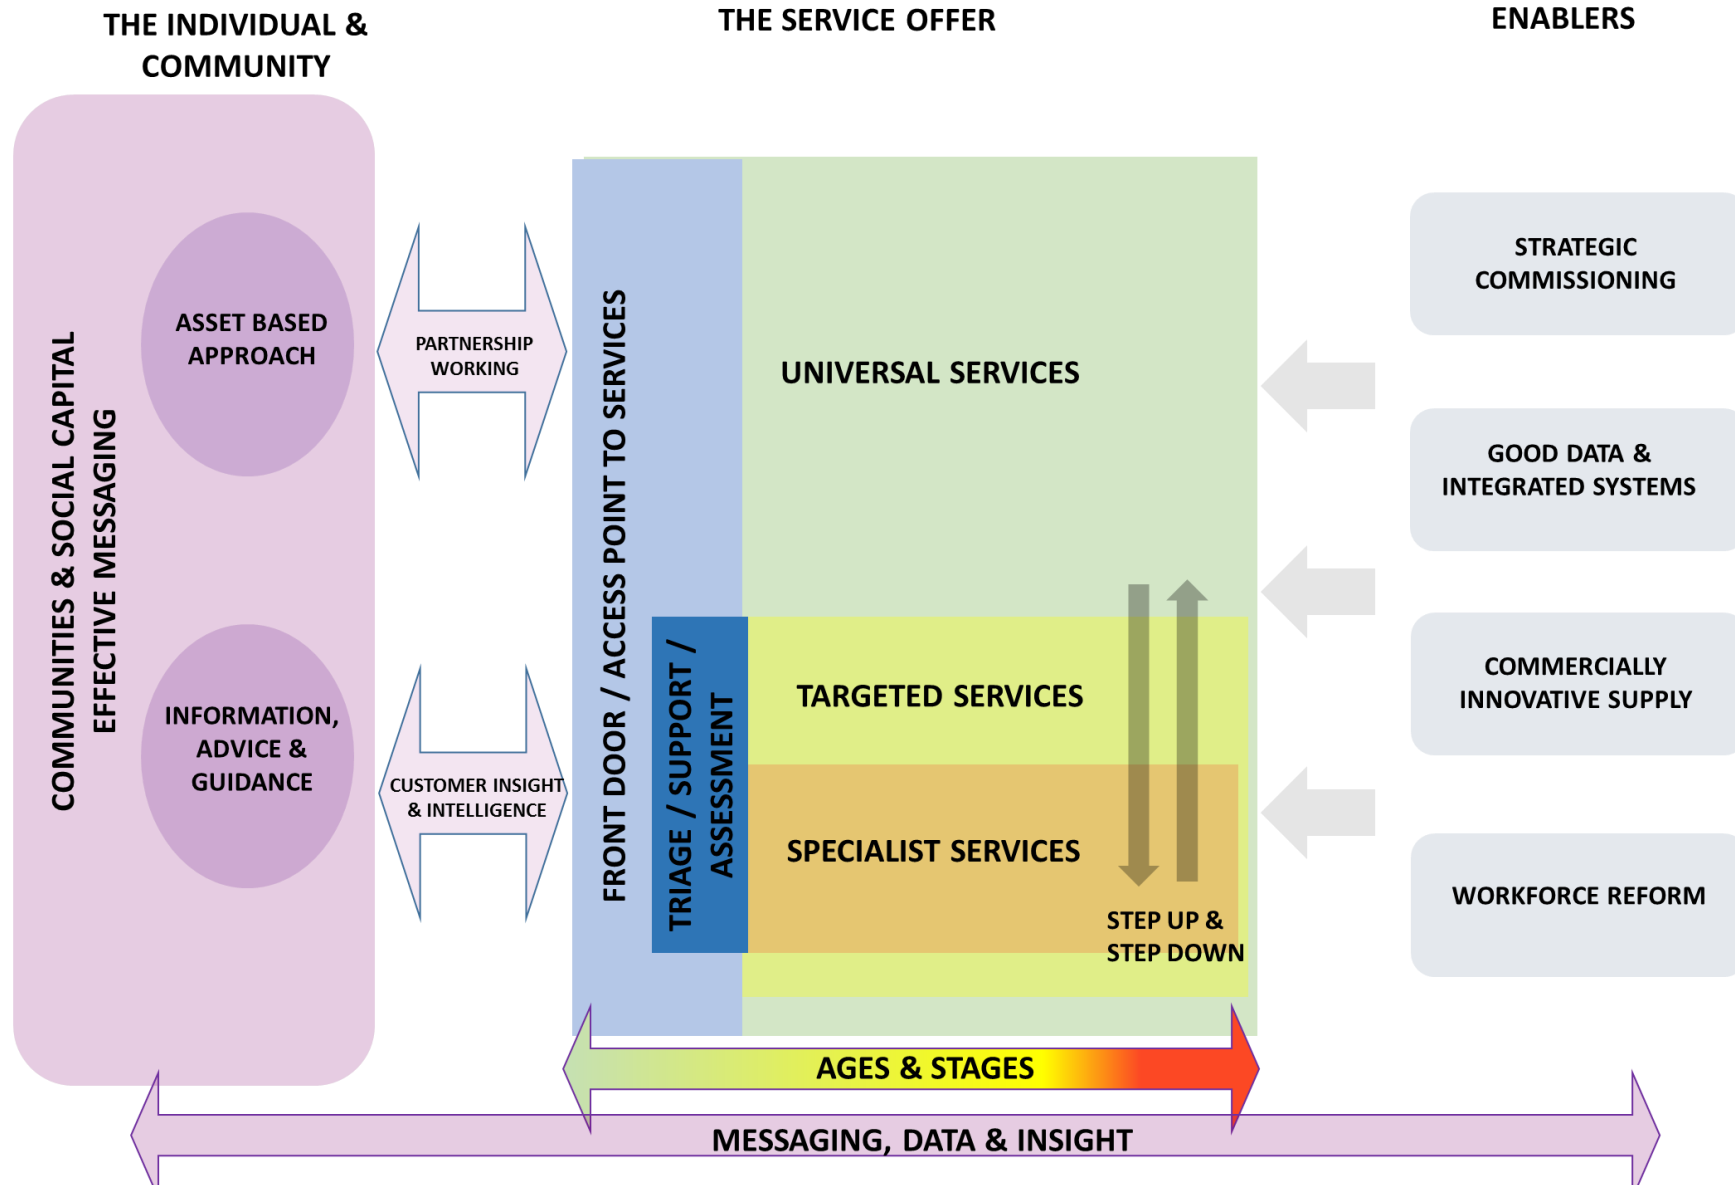 THE INDIVIDUAL &
COMMUNITY
THE SERVICE OFFER
ENABLERS
COMMUNITIES & SOCIAL CAPITAL
EFFECTIVE MESSAGING
ASSET BASED
APPROACH
INFORMATION,
ADVICE &
GUIDANCE
PARTNERSHIP
WORKING
CUSTOMER INSIGHT
& INTELLIGENCE
FRONT DOOR / ACCESS POINT TO SERVICES
TRIAGE / SUPPORT /
ASSESSMENT
UNIVERSAL SERVICES
TARGETED SERVICES
SPECIALIST SERVICES
STEP UP &
STEP DOWN
STRATEGIC
COMMISSIONING
GOOD DATA &
INTEGRATED SYSTEMS
COMMERCIALLY
INNOVATIVE SUPPLY
WORKFORCE REFORM
AGES & STAGES
MESSAGING, DATA & INSIGHT